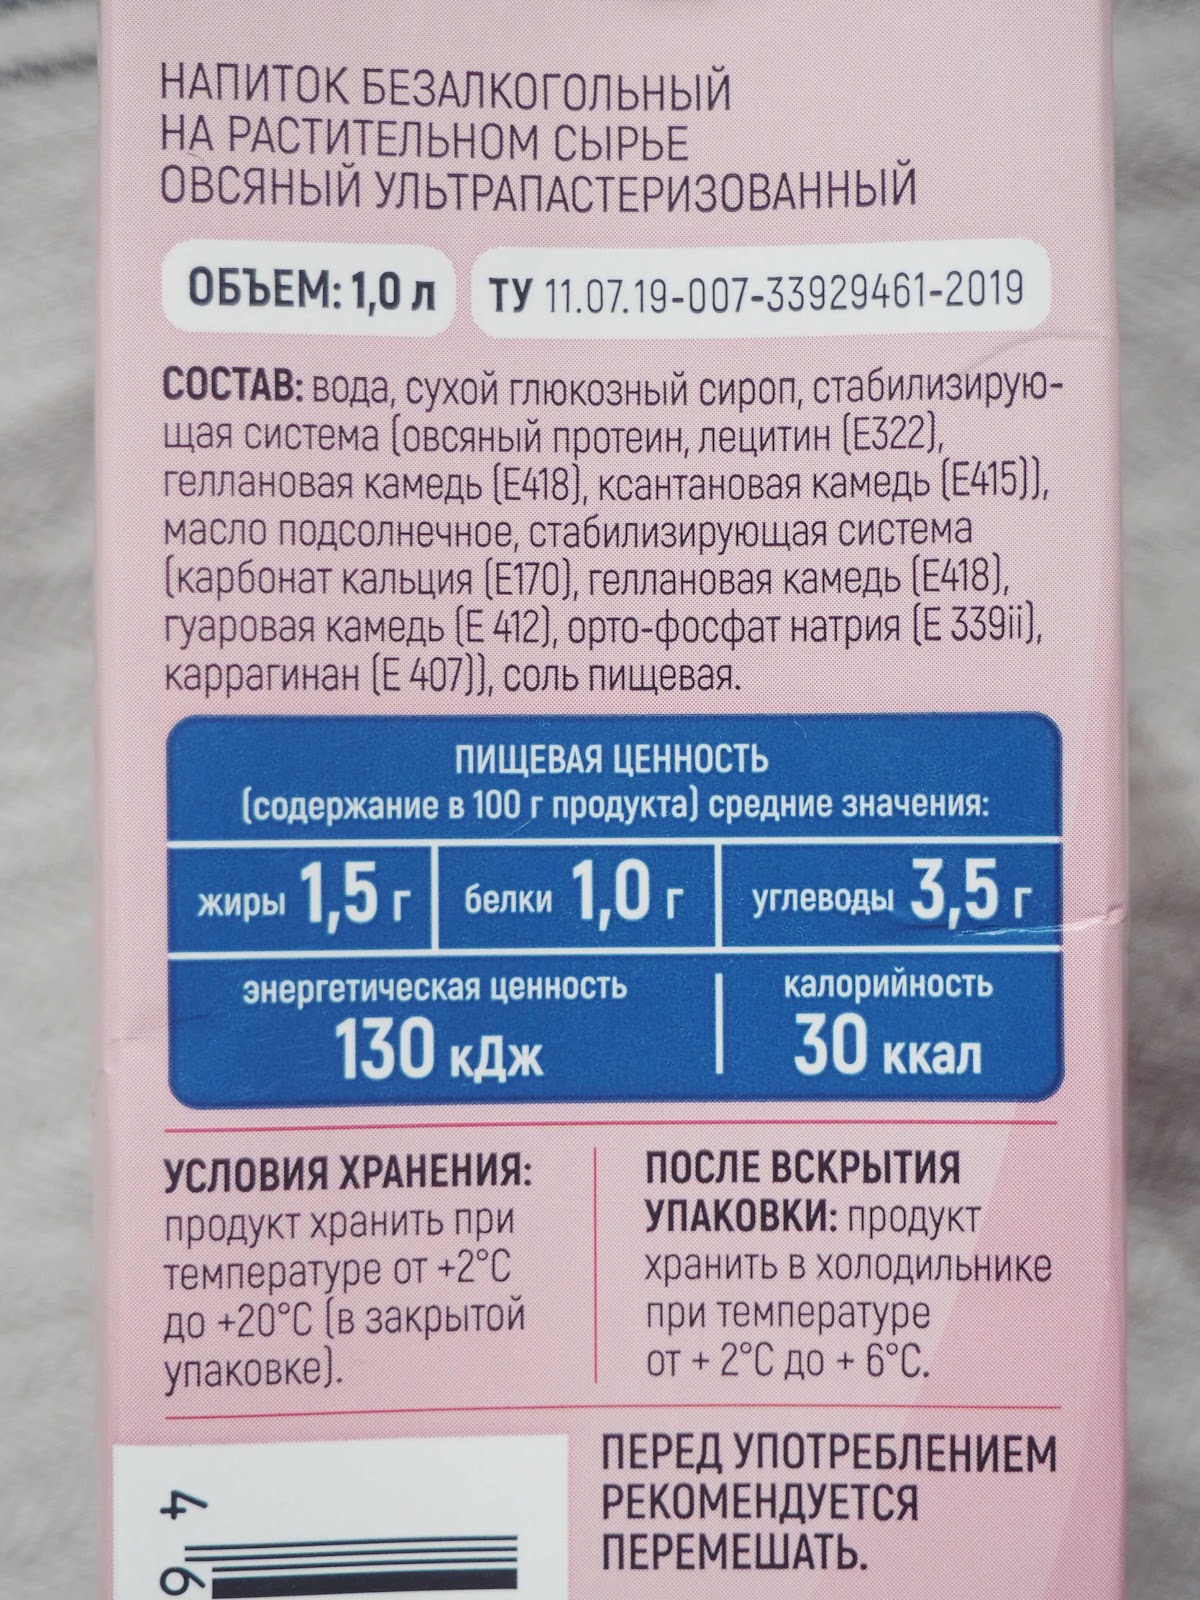 НАПИТОК БЕЗАЛКОГОЛЬНЫЙ
НА РАСТИТЕЛЬНОМ СЫРЬЕ
ОВСЯНЫЙ УЛЬТРАПАСТЕРИЗОВАННЫЙ
ОБЪЕМ: 1,0 л
ТУ 11.07.19-007-33929461-2019
СОСТАВ: вода, сухой глюкозный сироп, стабилизирую-
щая система (овсяный протеин, лецитин (Е322),
геллановая камедь (Е418), ксантановая камедь (Е415)),
масло подсолнечное, стабилизирующая система
(карбонат кальция (Е170), геллановая камедь (Е418),
гуаровая камедь (Е 412), орто-фосфат натрия (Е 339ii),
каррагинан (Е 407)), соль пищевая.
ПИЩЕВАЯ ЦЕННОСТЬ
(содержание в 100 г продукта) средние значения:
жиры 1,5 г
белки 1,0 г
углеводы 3,5 г
энергетическая ценность
130 кДж
калорийность
30 ккал
УСЛОВИЯ ХРАНЕНИЯ:
продукт хранить при
температуре от +2°С
до +20°С (в закрытой
упаковке).
ПОСЛЕ ВСКРЫТИЯ
УПАКОВКИ: продукт
хранить в холодильнике
при температуре
от + 2°С до + 6°С.
ПЕРЕД УПОТРЕБЛЕНИЕМ
РЕКОМЕНДУЕТСЯ
ПЕРЕМЕШАТЬ.
4
6